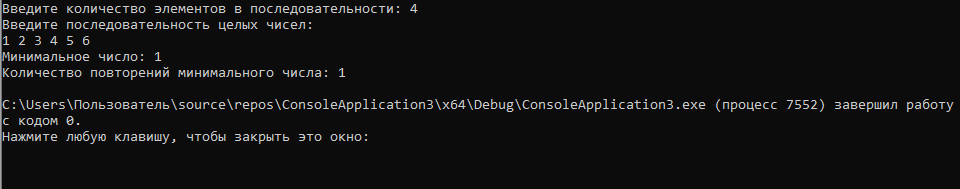 Введите количество элементов в последовательности: 4
Введите последовательность целых чисел:
1 2 3 4 5 6
Минимальное число: 1
Количество повторений минимального числа: 1
C:\Users\Пользователь\source\repos\ConsoleApplication3\x64\Debug\ConsoleApplication3.exe (процесс 7552) завершил работу
с кодом 0.
Нажмите любую клавишу, чтобы закрыть это окно: